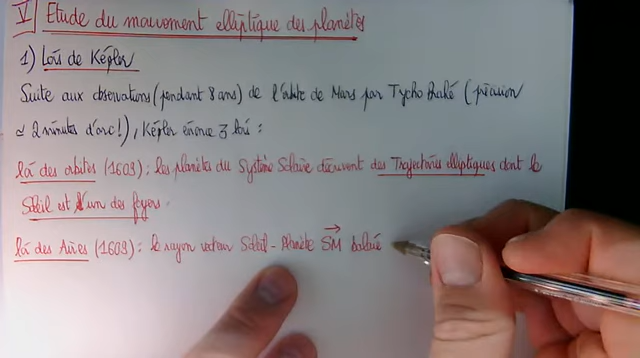 V] Etude du mouvement elliptique des planètes
1) Lois de Képler
Suite aux observations (pendant 8 ans) de l'orbite de Mars par Tycho Brahé (précision
≃ 2 minutes d'arc !), Képler énonce 3 lois :
loi des orbites (1609) : les planètes du Système Solaire décrivent des Trajectoires elliptiques dont le
Soleil est l'un des foyers.
loi des Aires (1609) : le rayon vecteur Soleil - Planète SM⃗ balaie